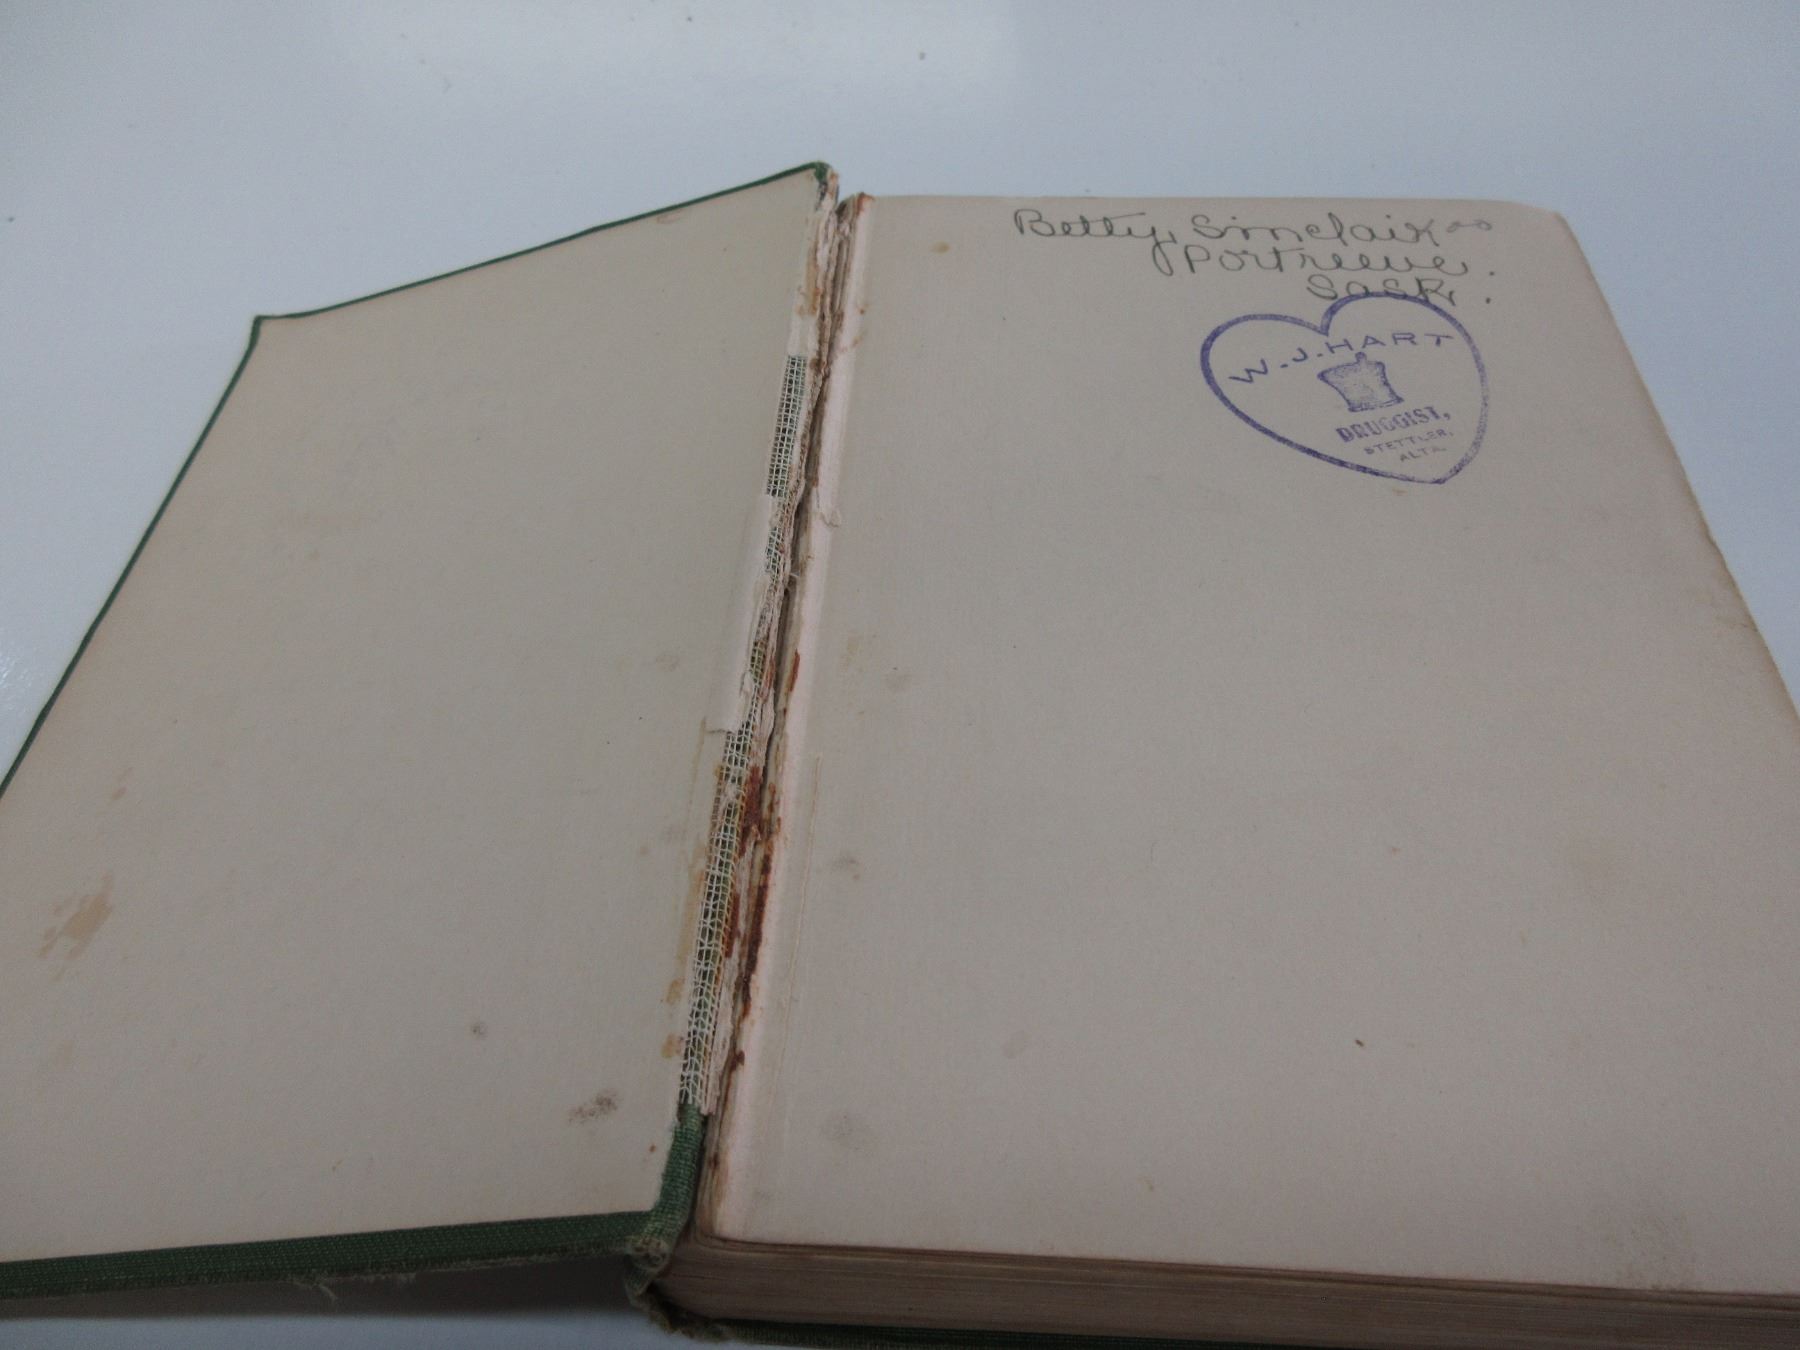 Betty Sinclair
Portreeve.
Sask.
W. J. HART
DRUGGIST,
STETTLER,
ALTA.